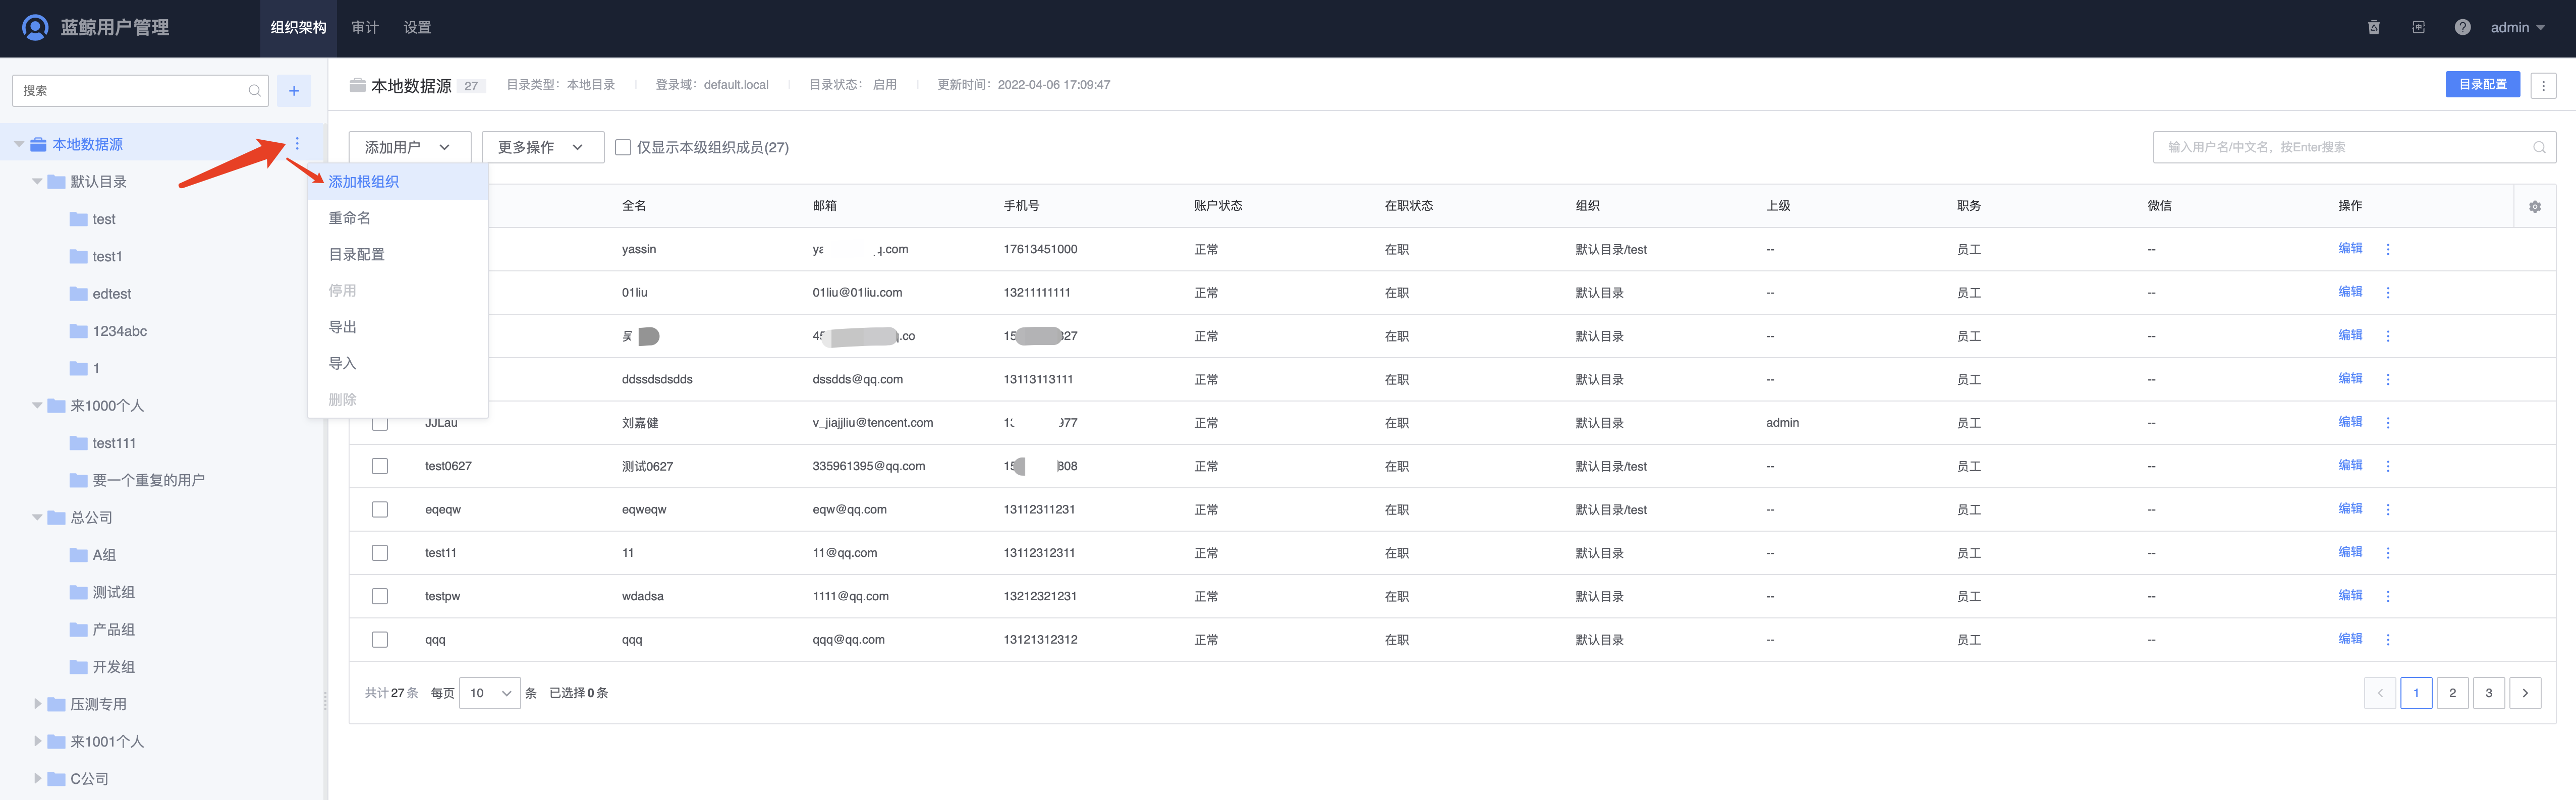 蓝鲸用户管理 组织架构 审计 设置 admin
搜索
本地数据源
默认目录
test
test1
edtest
1234abc
1
来1000个人
test111
要一个重复的用户
总公司
A组
测试组
产品组
开发组
压测专用
来1001个人
C公司
本地数据源 27 目录类型：本地目录 登录域：default.local 目录状态： 启用 更新时间：2022-04-06 17:09:47 目录配置
添加用户 更多操作 仅显示本级组织成员(27) 输入用户名/中文名，按Enter搜索
添加根组织
重命名
目录配置
停用
导出
导入
删除
全名 邮箱 手机号 账户状态 在职状态 组织 上级 职务 微信 操作
yassin q.com 17613451000 正常 在职 默认目录/test -- 员工 -- 编辑
01liu 01liu@01liu.com 13211111111 正常 在职 默认目录 -- 员工 -- 编辑
45 .co 15 327 正常 在职 默认目录 -- 员工 -- 编辑
ddssdsdsdds dssdds@qq.com 13113113111 正常 在职 默认目录 -- 员工 -- 编辑
JJLau 刘嘉健 v_jiajjliu@tencent.com 977 正常 在职 默认目录 admin 员工 -- 编辑
test0627 测试0627 335961395@qq.com 15 808 正常 在职 默认目录/test -- 员工 -- 编辑
eqeqw eqweqw eqw@qq.com 13112311231 正常 在职 默认目录/test -- 员工 -- 编辑
test11 11 11@qq.com 13112312311 正常 在职 默认目录 -- 员工 -- 编辑
testpw wdadsa 1111@qq.com 13212321231 正常 在职 默认目录 -- 员工 -- 编辑
qqq qqq qqq@qq.com 13121312312 正常 在职 默认目录 -- 员工 -- 编辑
共计27条 每页 10 条 已选择0条 1 2 3